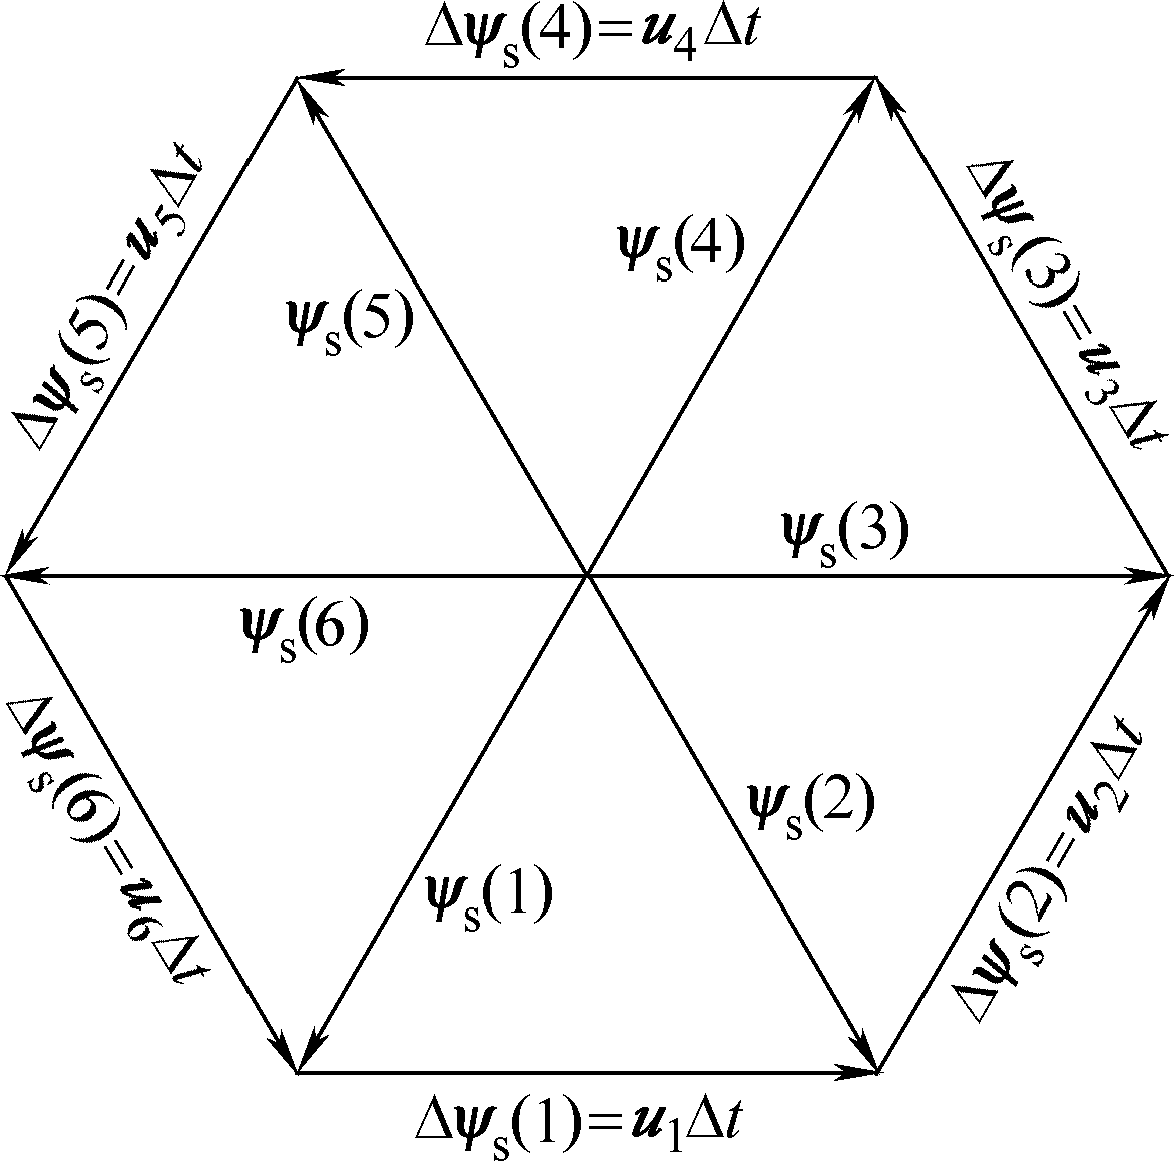 Δψs(4)=u4Δt
Δψs(5)=u5Δt
Δψs(3)=u3Δt
ψs(4)
ψs(5)
ψs(3)
ψs(6)
ψs(2)
ψs(1)
Δψs(6)=u6Δt
Δψs(2)=u2Δt
Δψs(1)=u1Δt